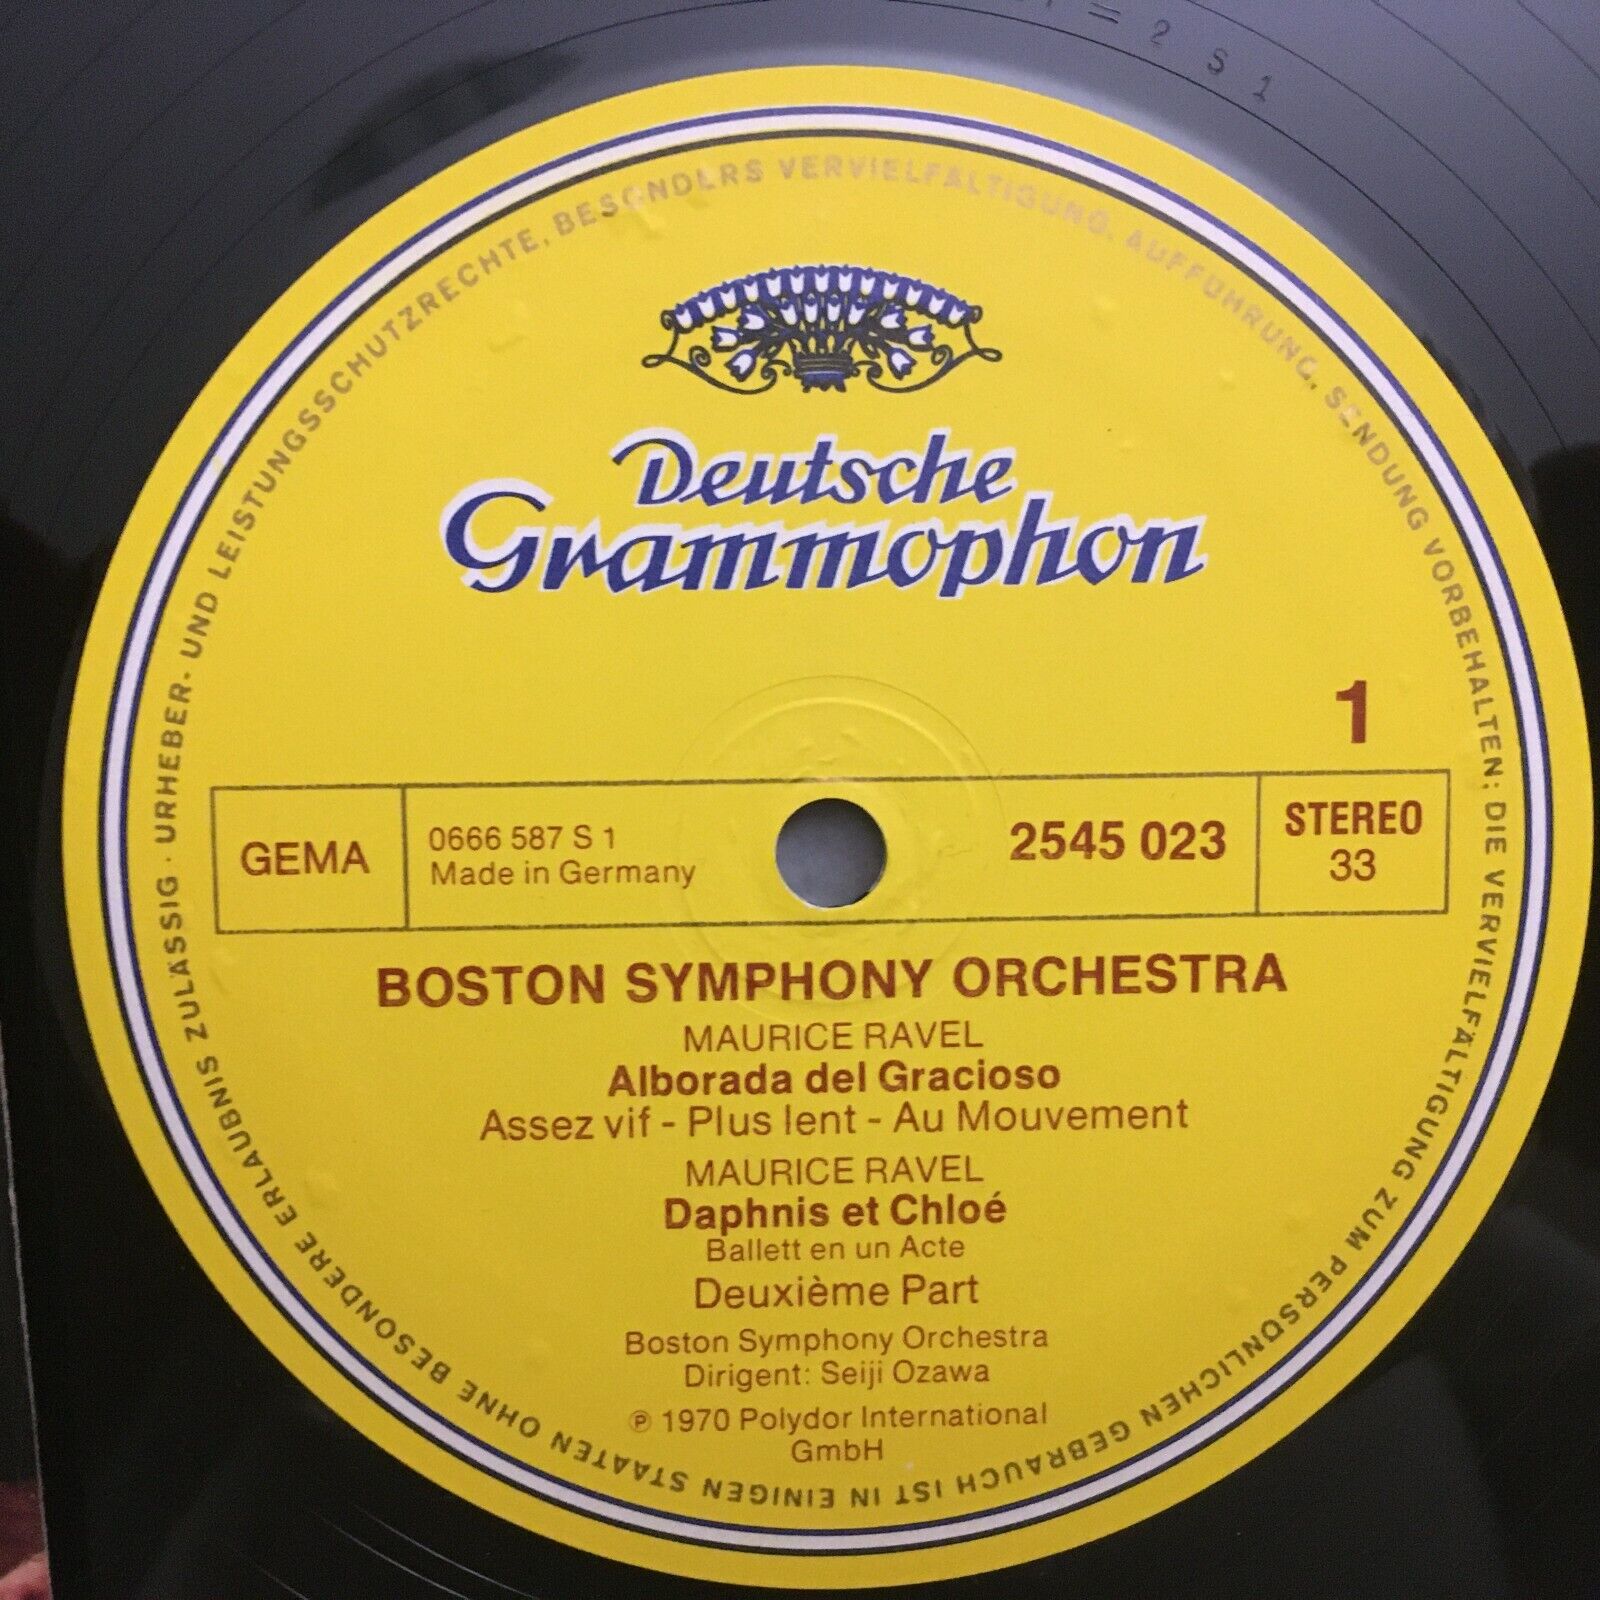 = 2 S 1
URHEBER- UND LEISTUNGSSCHUTZRECHTE, BESONDERS VERVIELFÄLTIGUNG, AUFFÜHRUNG, SENDUNG VORBEHALTEN; DIE VERVIELFÄLTIGUNG ZUM PERSÖNLICHEN GEBRAUCH IST IN EINIGEN STAATEN OHNE BESONDERE ERLAUBNIS ZULÄSSIG ·
Deutsche
Grammophon
1
GEMA
0666 587 S 1
Made in Germany
2545 023
STEREO
33
BOSTON SYMPHONY ORCHESTRA
MAURICE RAVEL
Alborada del Gracioso
Assez vif - Plus lent - Au Mouvement
MAURICE RAVEL
Daphnis et Chloé
Ballett en un Acte
Deuxième Part
Boston Symphony Orchestra
Dirigent: Seiji Ozawa
℗ 1970 Polydor International
GmbH